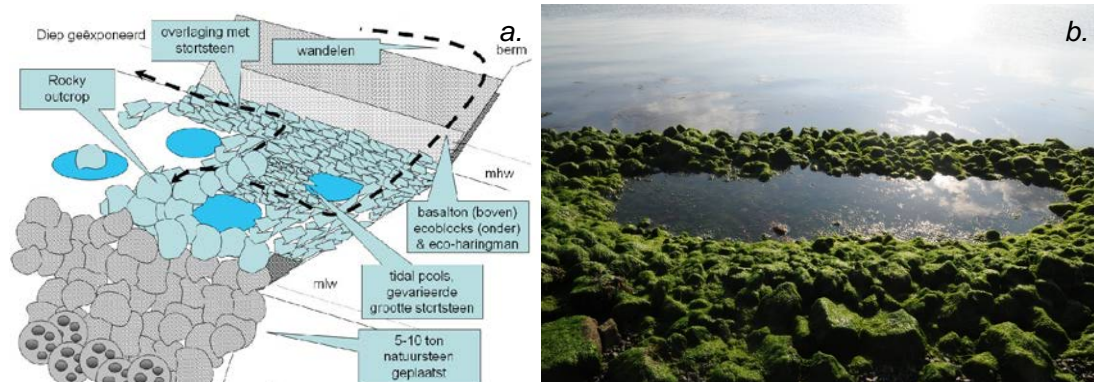 Diep geëxponeerd
overlaging met
stortsteen
wandelen
a.
berm
Rocky
outcrop
mhw
basalton (boven)
ecoblocks (onder)
& eco-haringman
mlw
tidal pools,
gevarieerde
grootte stortsteen
5-10 ton
natuursteen
geplaatst
b.